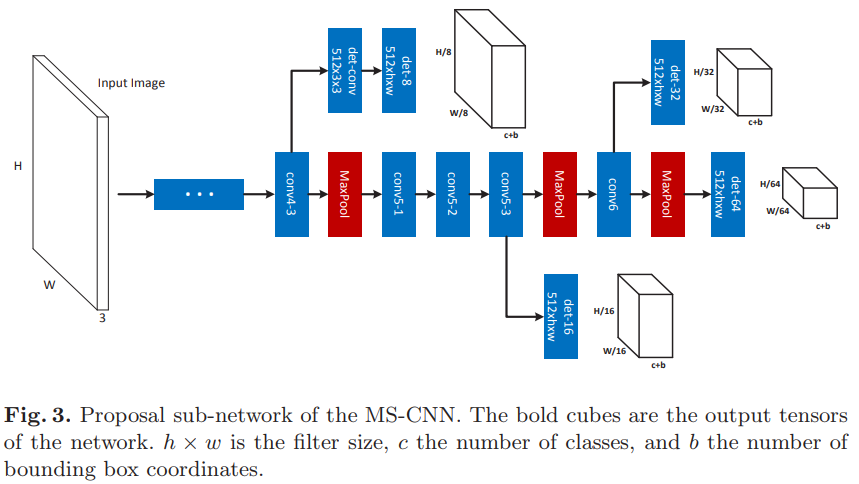 Input Image
H
W
3
• • •
conv4-3
MaxPool
conv5-1
conv5-2
conv5-3
MaxPool
conv6
MaxPool
det-conv
512x3x3
det-8
512xhxw
H/8
W/8
c+b
det-32
512xhxw
H/32
W/32
c+b
det-64
512xhxw
H/64
W/64
c+b
det-16
512xhxw
H/16
W/16
c+b
Fig. 3. Proposal sub-network of the MS-CNN. The bold cubes are the output tensors
of the network. h × w is the filter size, c the number of classes, and b the number of
bounding box coordinates.